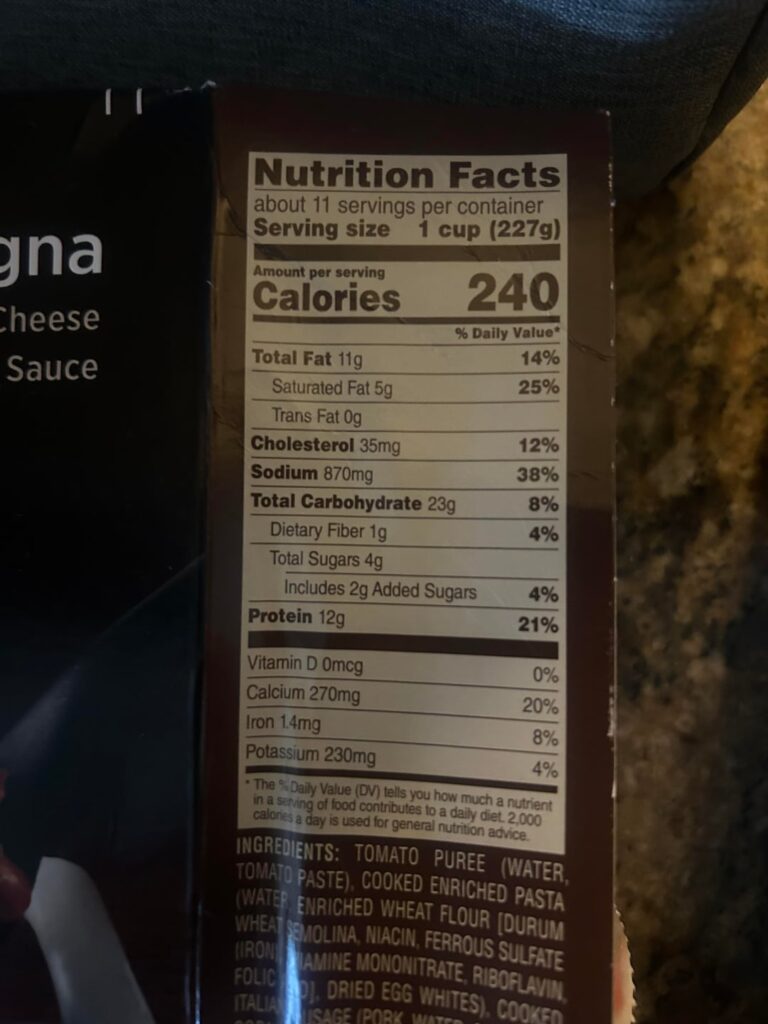 gna
Cheese
Sauce
Nutrition Facts
about 11 servings per container
Serving size 1 cup (227g)
Amount per serving
Calories 240
% Daily Value*
Total Fat 11g 14%
Saturated Fat 5g 25%
Trans Fat 0g
Cholesterol 35mg 12%
Sodium 870mg 38%
Total Carbohydrate 23g 8%
Dietary Fiber 1g 4%
Total Sugars 4g
Includes 2g Added Sugars 4%
Protein 12g 21%
Vitamin D 0mcg 0%
Calcium 270mg 20%
Iron 1.4mg 8%
Potassium 230mg 4%
* The % Daily Value (DV) tells you how much a nutrient
in a serving of food contributes to a daily diet. 2,000
calories a day is used for general nutrition advice.
INGREDIENTS: TOMATO PUREE (WATER,
TOMATO PASTE), COOKED ENRICHED PASTA
(WATER, ENRICHED WHEAT FLOUR [DURUM
WHEAT SEMOLINA, NIACIN, FERROUS SULFATE
(IRON) AMINE MONONITRATE, RIBOFLAVIN,
FOLIC DRIED EGG WHITES), COOKED
ITALIAN (PORK, WATER